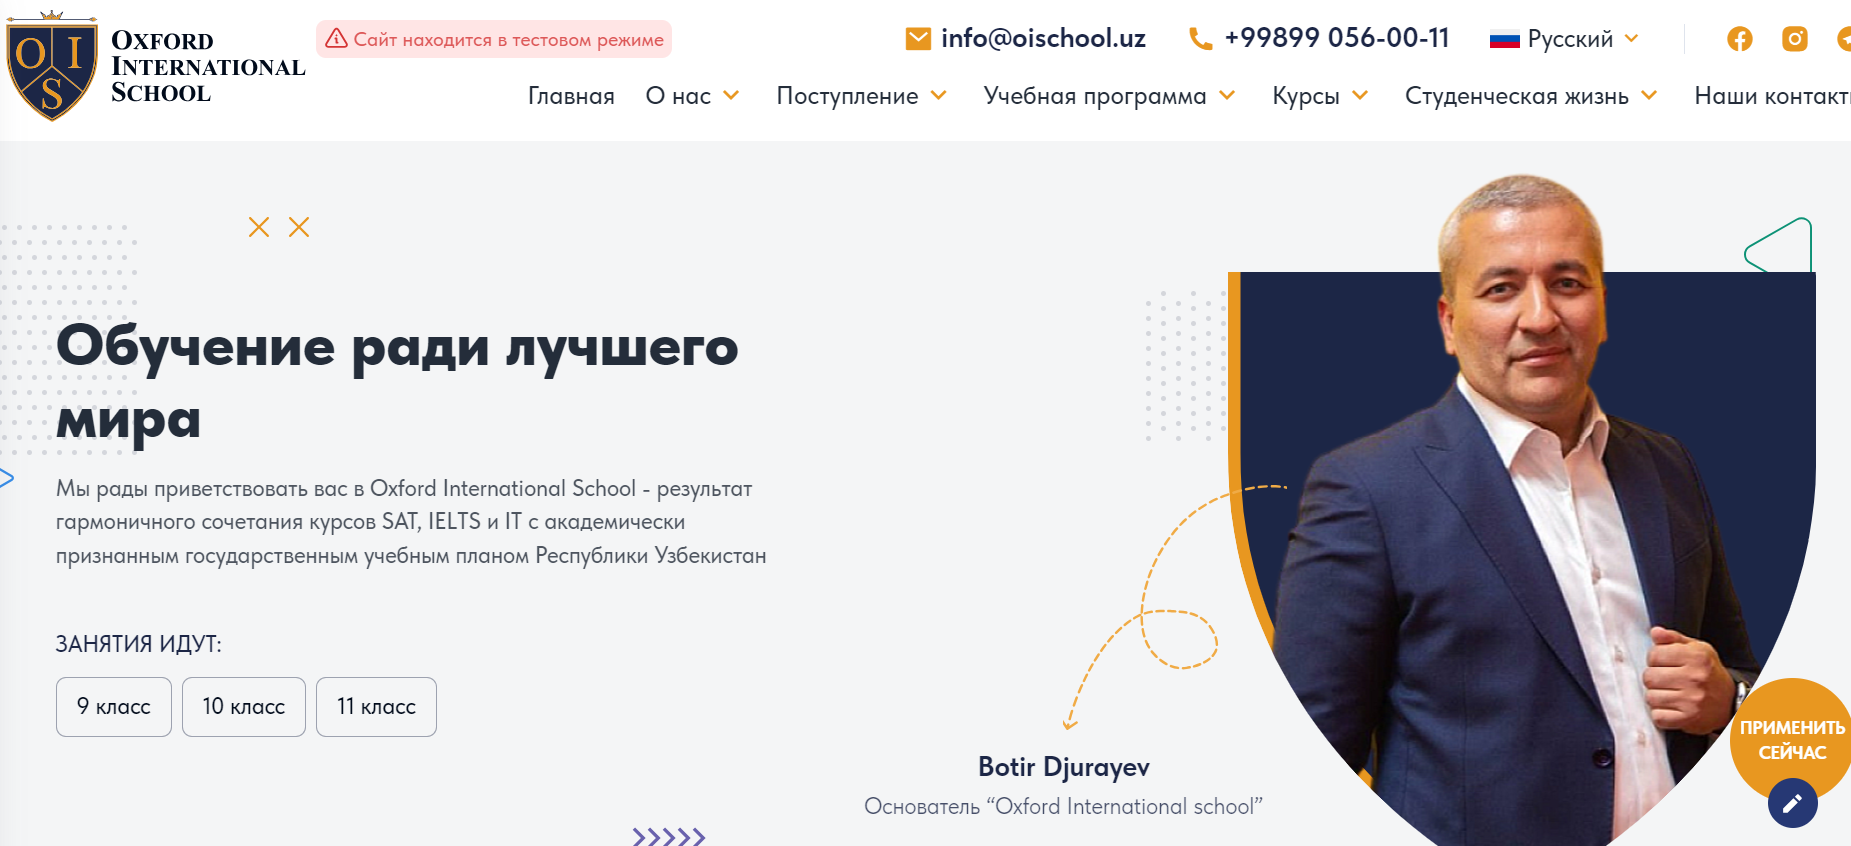 OIS
OXFORD
INTERNATIONAL
SCHOOL
Сайт находится в тестовом режиме
info@oischool.uz
+99899 056-00-11
Русский
Главная
О нас
Поступление
Учебная программа
Курсы
Студенческая жизнь
Наши
Обучение ради лучшего
мира
Мы рады приветствовать вас в Oxford International School - результат
гармоничного сочетания курсов SAT, IELTS и IT с академически
признанным государственным учебным планом Республики Узбекистан
ЗАНЯТИЯ ИДУТ:
9 класс
10 класс
11 класс
Botir Djurayev
Основатель “Oxford International school”
ПРИМЕНИТЬ
СЕЙЧАС